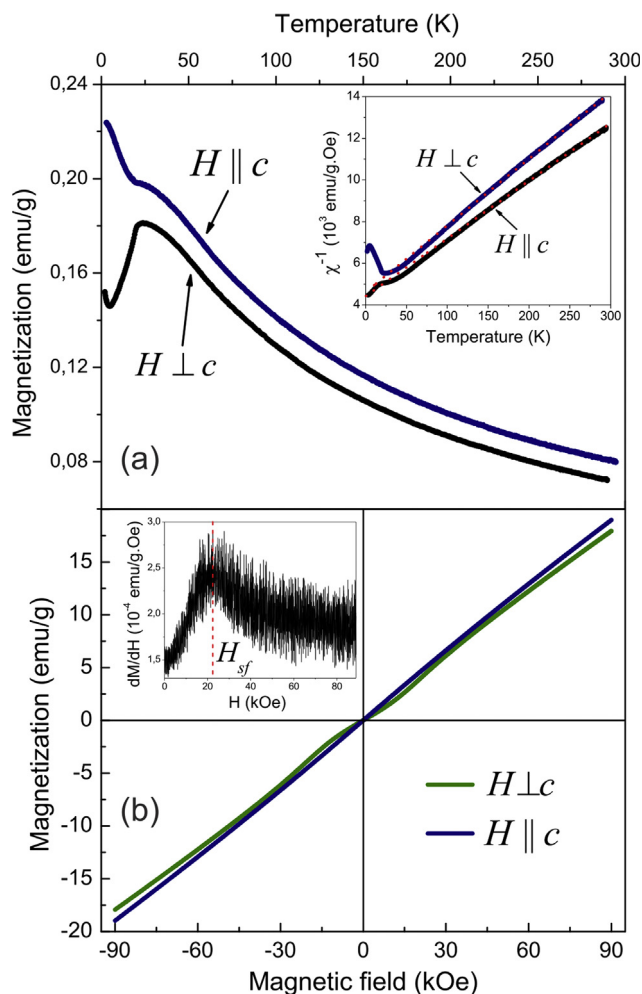 Temperature (K)
0 50 100 150 200 250 300
0,24
0,20
0,16
0,12
0,08
Magnetization (emu/g)
H ∥ c
H ⊥ c
(a)
14
12
10
8
6
4
χ⁻¹ (10³ emu/g.Oe)
H ⊥ c
H ∥ c
0 50 100 150 200 250 300
Temperature (K)
3,0
2,5
2,0
1,5
dM/dH (10⁻⁴ emu/g.Oe)
H_sf
0 20 40 60 80
H (kOe)
15
10
5
0
-5
-10
-15
-20
Magnetization (emu/g)
(b)
H⊥c
H ∥ c
-90 -60 -30 0 30 60 90
Magnetic field (kOe)